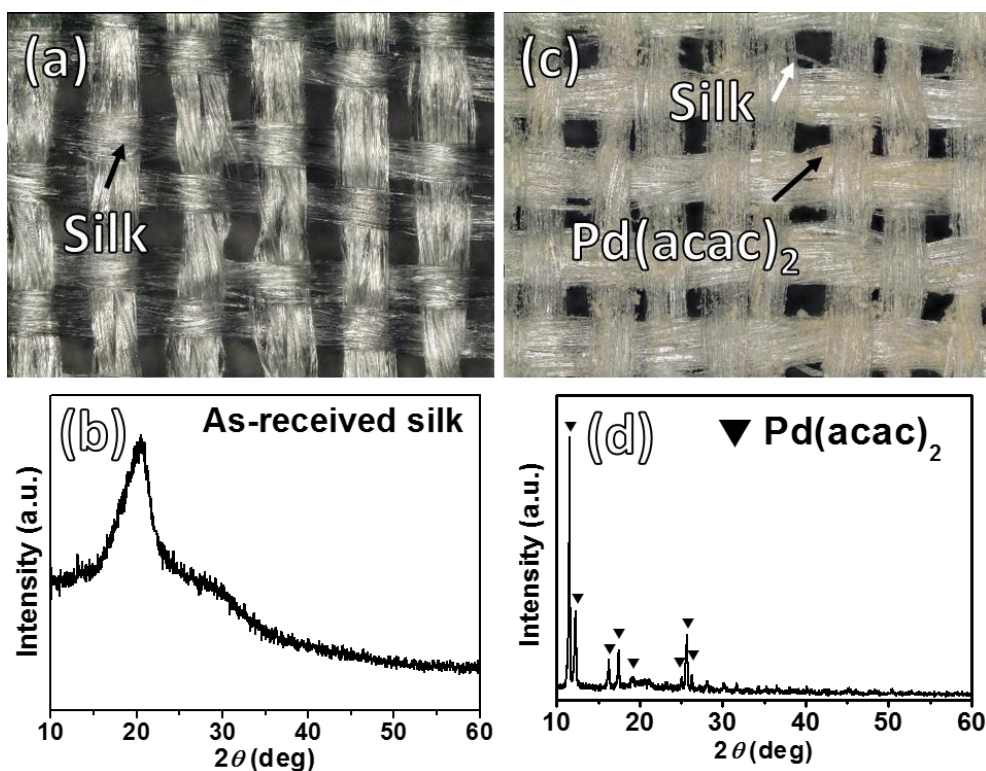 (a)
Silk
(c)
Silk
Pd(acac)2
(b)
As-received silk
Intensity (a.u.)
10 20 30 40 50 60
2θ (deg)
(d)
▼ Pd(acac)2
Intensity (a.u.)
10 20 30 40 50 60
2θ (deg)